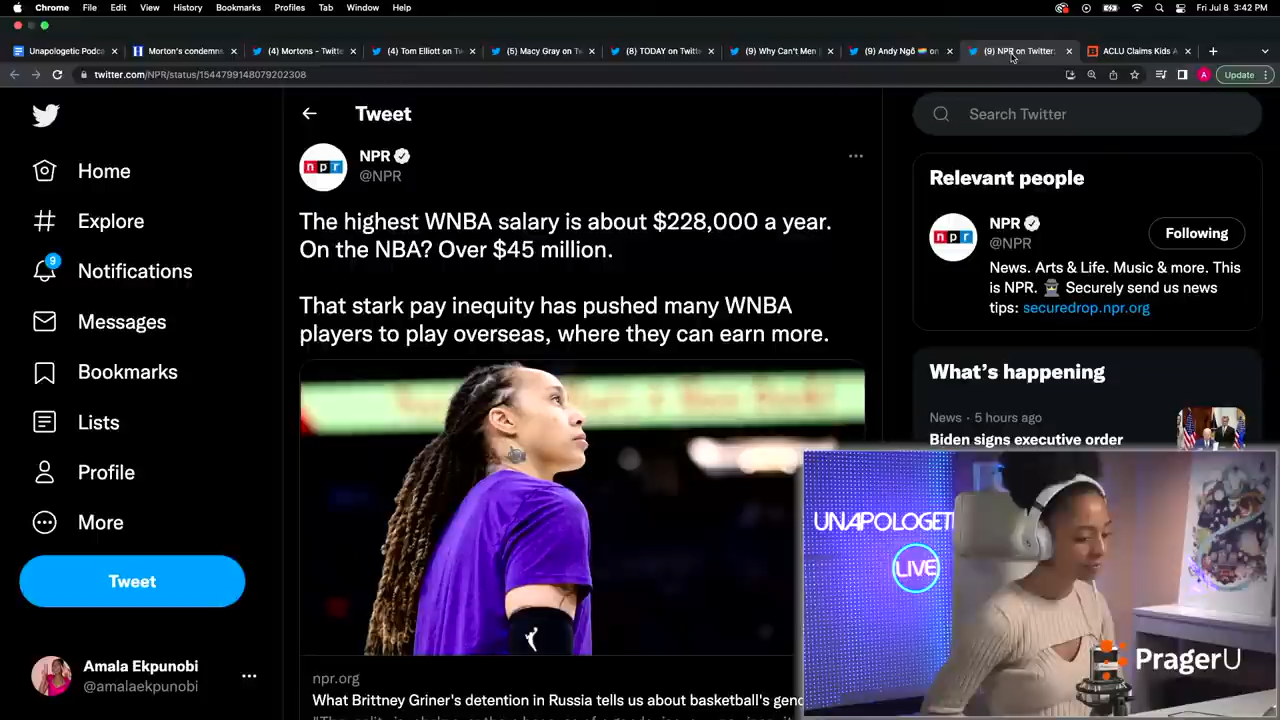 Chrome File Edit View History Bookmarks Profiles Tab Window Help Fri Jul 8 3:42 PM
Unapologetic Podca Morton's condemns (4) Mortons - Twitte (4) Tom Elliott on Tw (5) Macy Gray on Tw (8) TODAY on Twitte (9) Why Can't Men (9) Andy Ngô 🏳️‍🌈 on (9) NPR on Twitter: ACLU Claims Kids A
twitter.com/NPR/status/1544799148079202308 A Update
Tweet
Search Twitter
NPR
@NPR
The highest WNBA salary is about $228,000 a year.
On the NBA? Over $45 million.
That stark pay inequity has pushed many WNBA
players to play overseas, where they can earn more.
npr.org
What Brittney Griner's detention in Russia tells us about basketball's gend
Home
Explore
9
Notifications
Messages
Bookmarks
Lists
Profile
More
Tweet
Amala Ekpunobi
@amalaekpunobi
Relevant people
npr
NPR
@NPR
Following
News. Arts & Life. Music & more. This
is NPR. 🕵️ Securely send us news
tips: securedrop.npr.org
What's happening
News · 5 hours ago
Biden signs executive order
UNAPOLOGET
LIVE
PragerU
npr